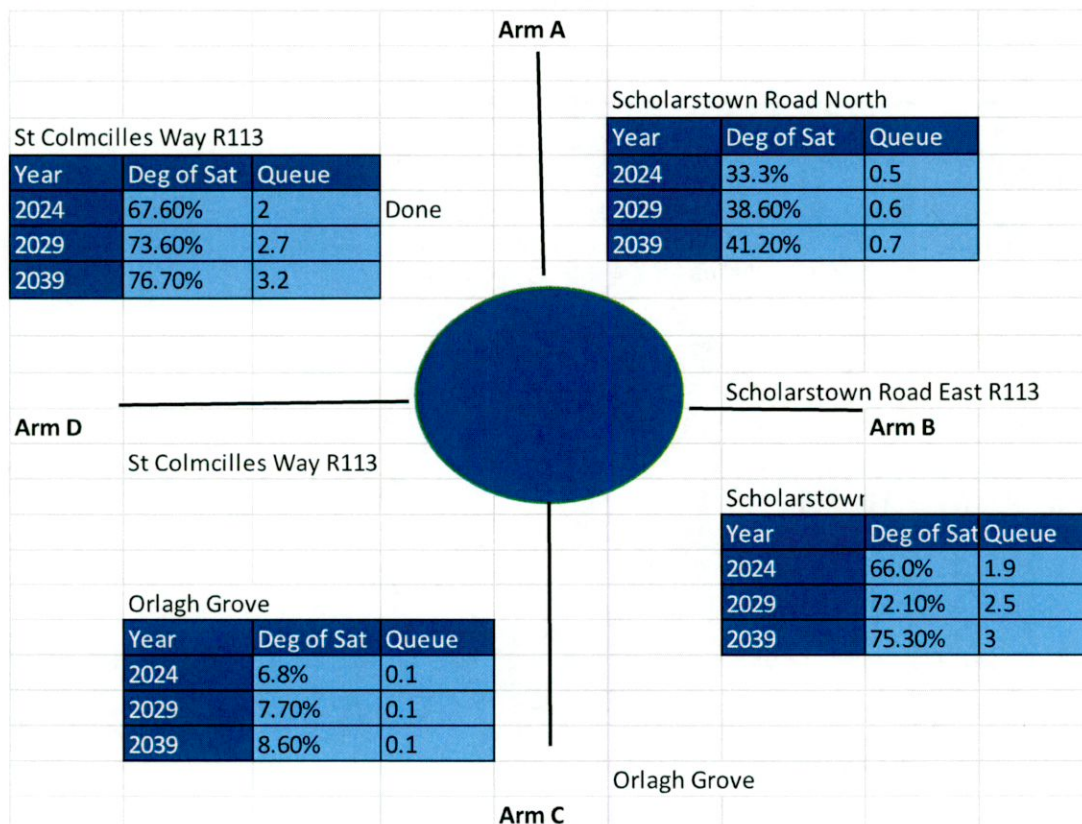 Arm A
Scholarstown Road North
Year Deg of Sat Queue
2024 33.3% 0.5
2029 38.60% 0.6
2039 41.20% 0.7
St Colmcilles Way R113
Year Deg of Sat Queue
2024 67.60% 2 Done
2029 73.60% 2.7
2039 76.70% 3.2
Scholarstown Road East R113
Arm D
Arm B
St Colmcilles Way R113
Scholarstown
Year Deg of Sat Queue
2024 66.0% 1.9
2029 72.10% 2.5
2039 75.30% 3
Orlagh Grove
Year Deg of Sat Queue
2024 6.8% 0.1
2029 7.70% 0.1
2039 8.60% 0.1
Orlagh Grove
Arm C